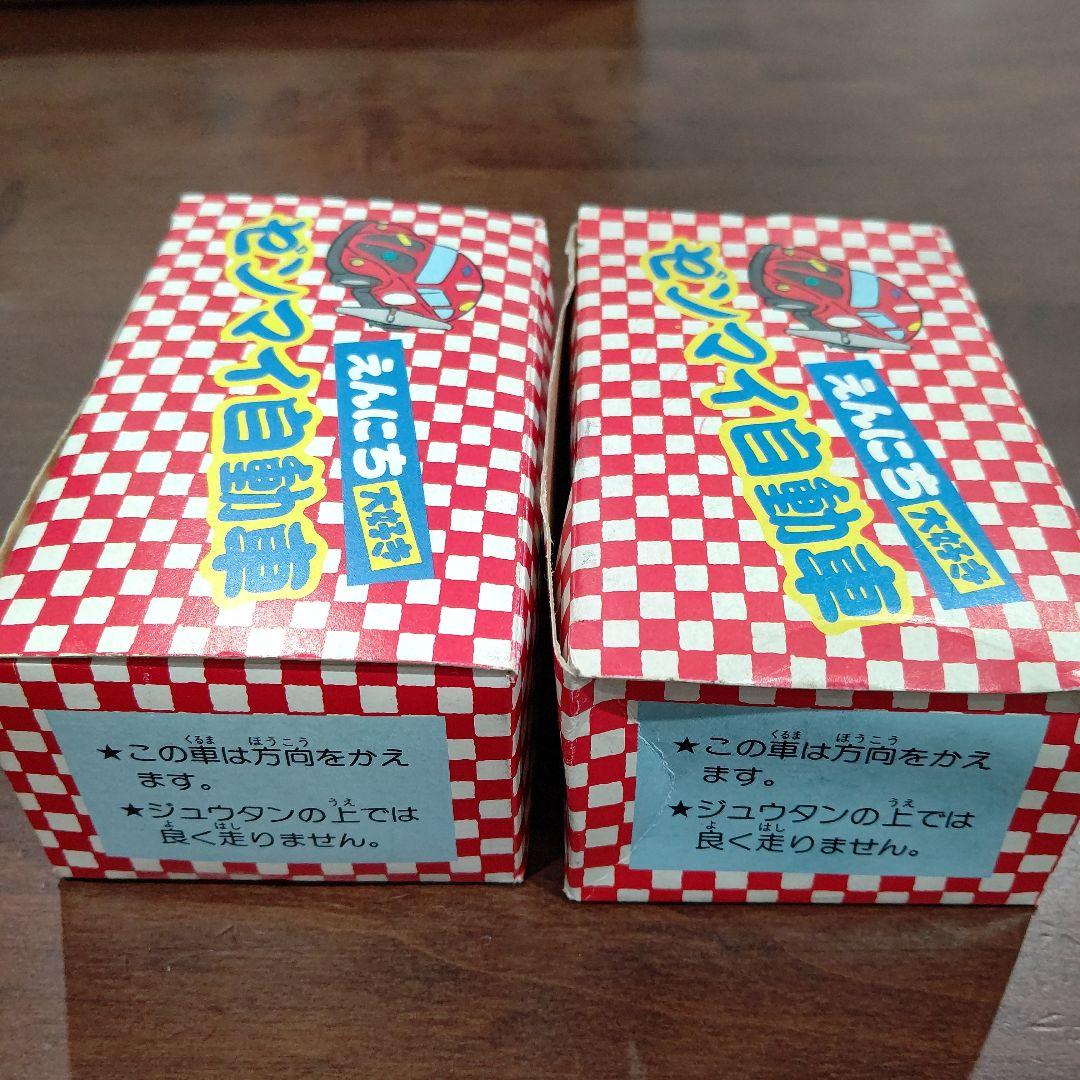 ゼンマイ自動車
えんにち大好き
★この車は方向をかえ
ます。
★ジュウタンの上では
良く走りません。
ゼンマイ自動車
えんにち大好き
★この車は方向をかえ
ます。
★ジュウタンの上では
良く走りません。